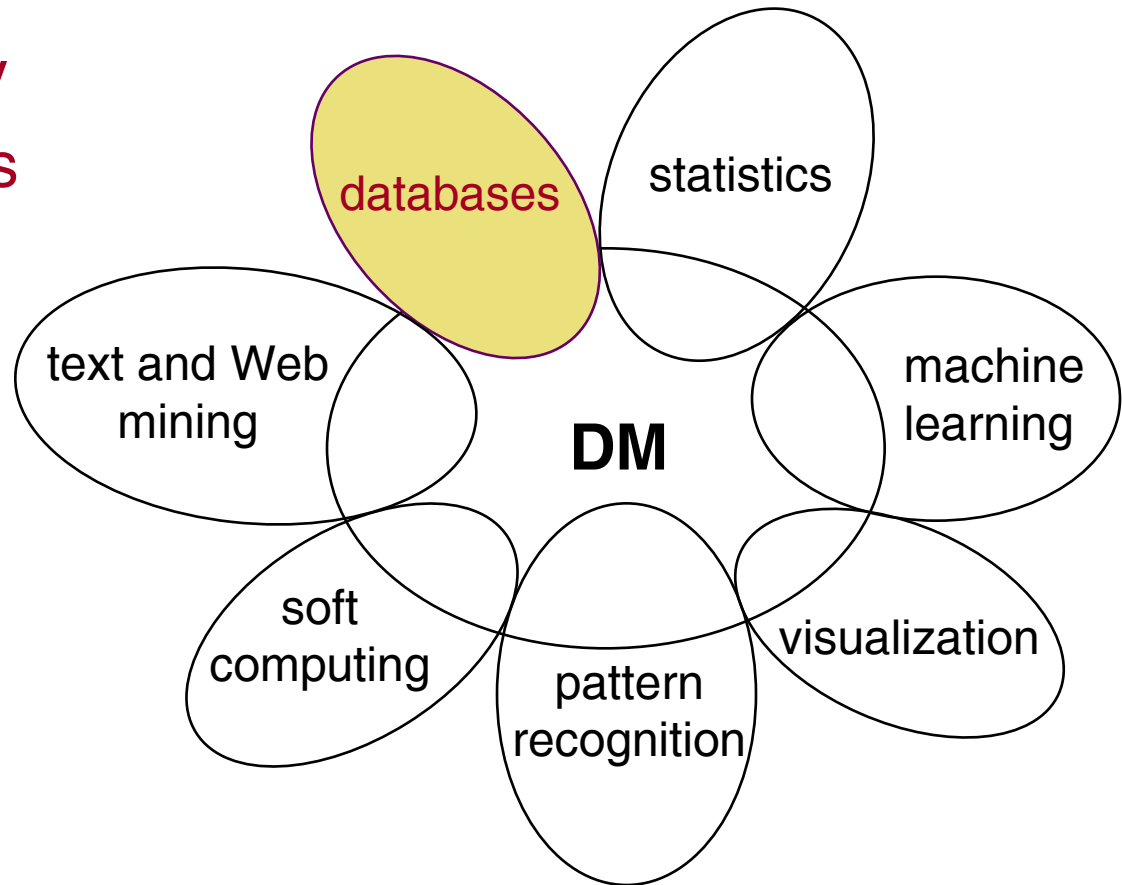 databases
statistics
text and Web
mining
machine
learning
DM
soft
computing
visualization
pattern
recognition